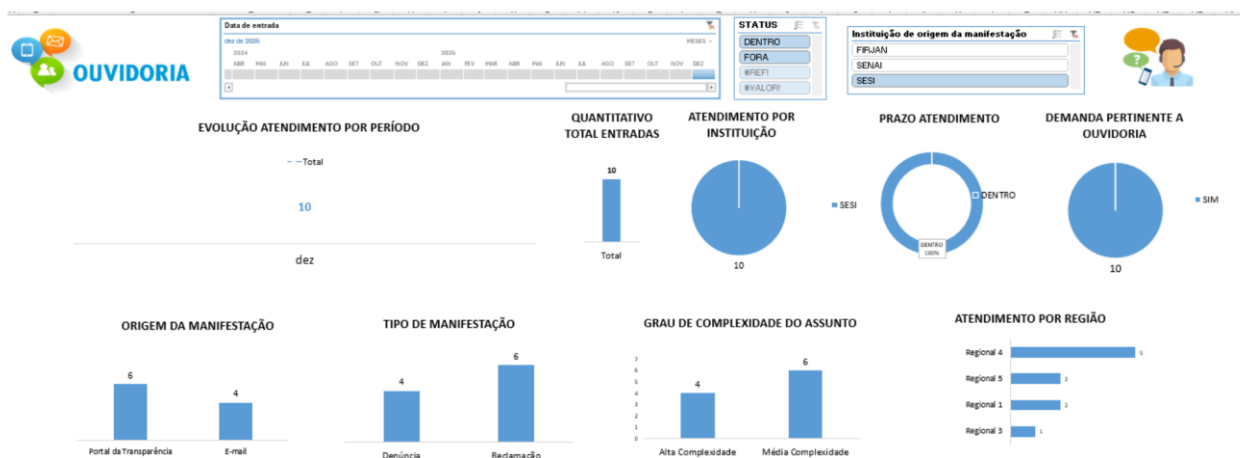 OUVIDORIA
Data de entrada
dez de 2025
MESES
2024
2025
ABR MAI JUN JUL AGO SET OUT NOV DEZ JAN FEV MAR ABR MAI JUN JUL AGO SET OUT NOV DEZ
STATUS
DENTRO
FORA
#REF!
#VALOR!
Instituição de origem da manifestação
FIRJAN
SENAI
SESI
EVOLUÇÃO ATENDIMENTO POR PERÍODO
Total
10
dez
QUANTITATIVO
TOTAL ENTRADAS
10
Total
ATENDIMENTO POR
INSTITUIÇÃO
SESI
10
PRAZO ATENDIMENTO
DENTRO
DENTRO
100%
DEMANDA PERTINENTE A
OUVIDORIA
SIM
10
ORIGEM DA MANIFESTAÇÃO
6
4
Portal da Transparência
E-mail
TIPO DE MANIFESTAÇÃO
4
6
Denúncia
Reclamação
GRAU DE COMPLEXIDADE DO ASSUNTO
7
6
5
4
3
2
1
0
4
6
Alta Complexidade
Média Complexidade
ATENDIMENTO POR REGIÃO
Regional 4 5
Regional 5 2
Regional 1 2
Regional 3 1